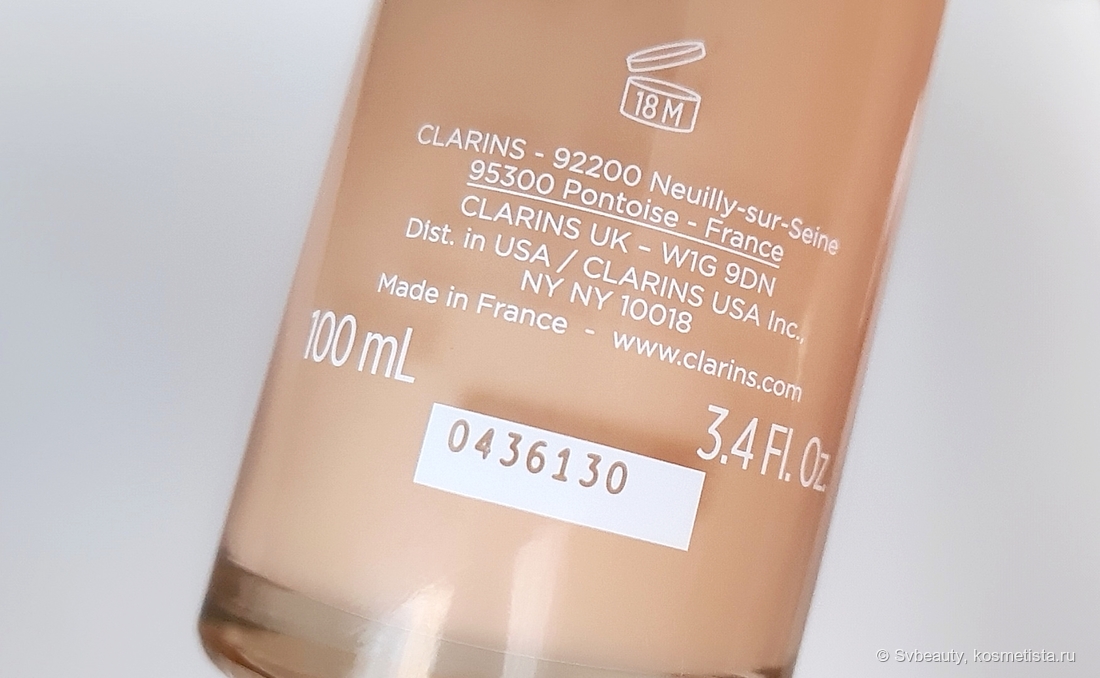 18 M
CLARINS - 92200 Neuilly-sur-Seine
95300 Pontoise - France
CLARINS UK - W1G 9DN
Dist. in USA / CLARINS USA Inc.,
NY NY 10018
Made in France - www.clarins.com
100 mL
3.4 Fl. Oz.
0436130
© Svbeauty, kosmetista.ru